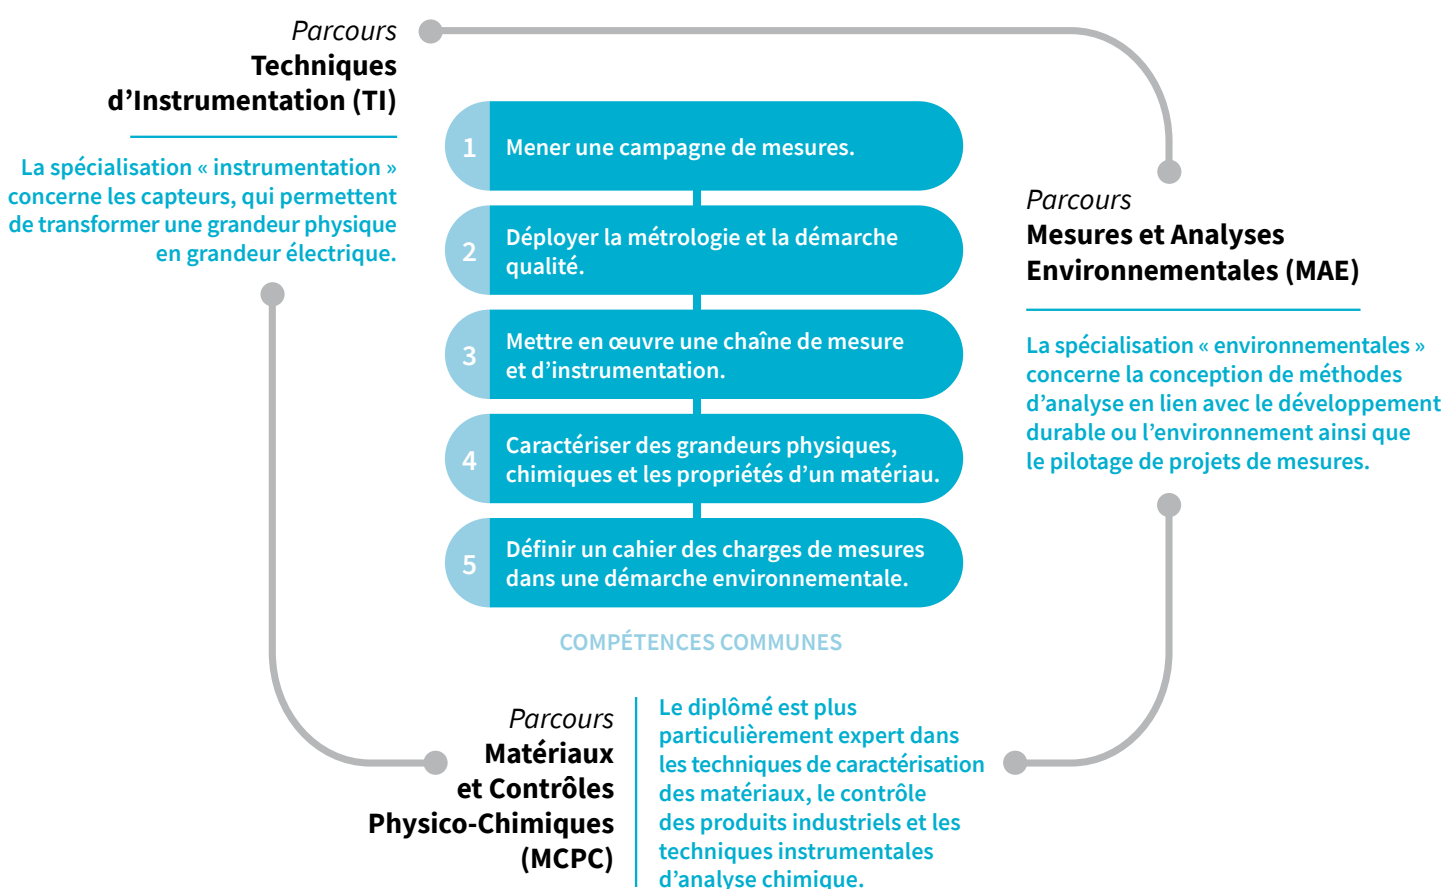 Parcours
Techniques
d’Instrumentation (TI)
La spécialisation « instrumentation »
concerne les capteurs, qui permettent
de transformer une grandeur physique
en grandeur électrique.
1
Mener une campagne de mesures.
2
Déployer la métrologie et la démarche
qualité.
3
Mettre en œuvre une chaîne de mesure
et d’instrumentation.
4
Caractériser des grandeurs physiques,
chimiques et les propriétés d’un matériau.
5
Définir un cahier des charges de mesures
dans une démarche environnementale.
COMPÉTENCES COMMUNES
Parcours
Mesures et Analyses
Environnementales (MAE)
La spécialisation « environnementales »
concerne la conception de méthodes
d’analyse en lien avec le développement
durable ou l’environnement ainsi que
le pilotage de projets de mesures.
Parcours
Matériaux
et Contrôles
Physico-Chimiques
(MCPC)
Le diplômé est plus
particulièrement expert dans
les techniques de caractérisation
des matériaux, le contrôle
des produits industriels et les
techniques instrumentales
d’analyse chimique.